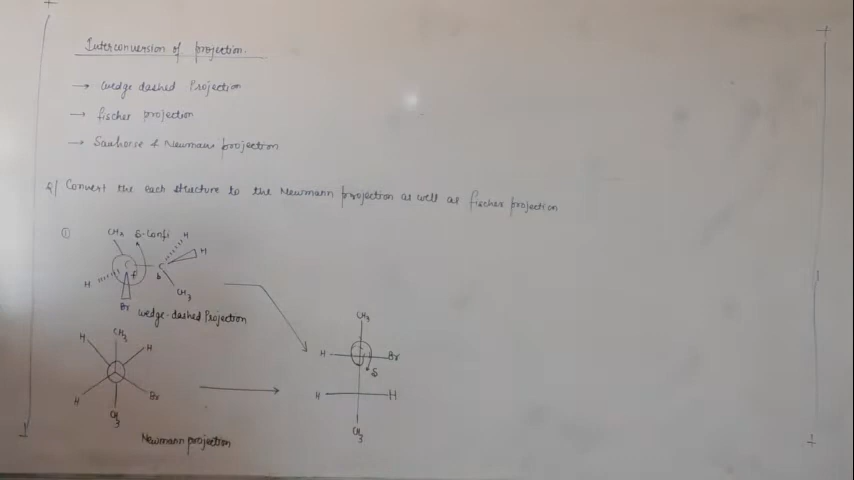 Interconversion of projection.
→ wedge dashed Projection
→ fischer projection
→ Sawhorse & Newmann projection
Q/ Convert the each structure to the Newmann projection as well as fischer projection
①
CH₃ S-Confi H
H
C f C b
H
CH₃
Br
wedge-dashed Projection
CH₃
H Br
S
H H
CH₃
CH₃
H H
H Br
CH₃
Newmann projection